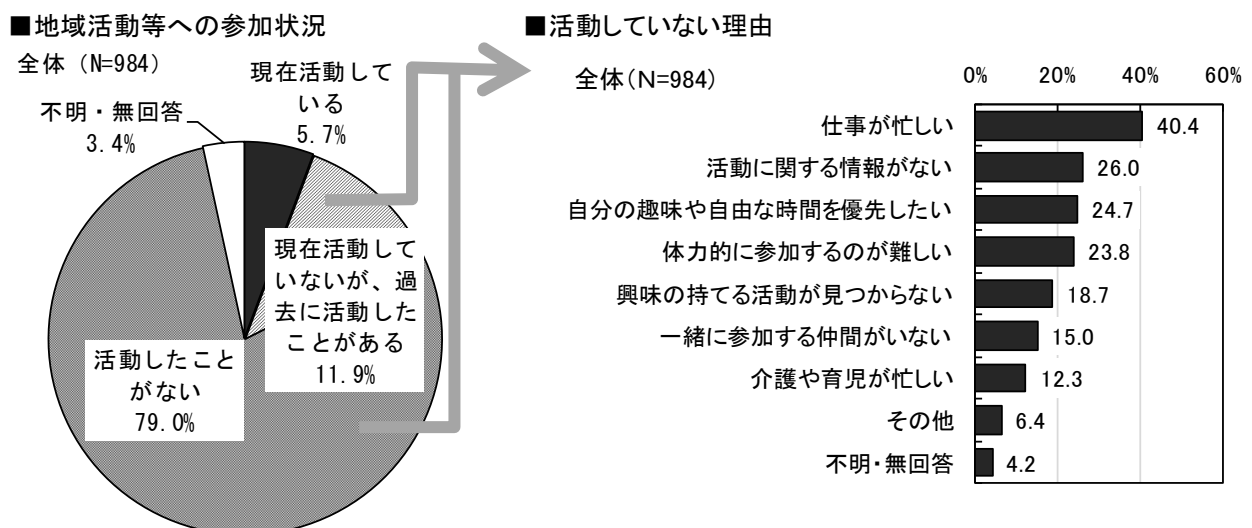 ■地域活動等への参加状況
全体（N=984）
現在活動して
いる
5.7%
不明・無回答
3.4%
現在活動して
いないが、過
去に活動した
ことがある
11.9%
活動したこと
がない
79.0%
■活動していない理由
全体（N=984）
0% 20% 40% 60%
仕事が忙しい 40.4
活動に関する情報がない 26.0
自分の趣味や自由な時間を優先したい 24.7
体力的に参加するのが難しい 23.8
興味の持てる活動が見つからない 18.7
一緒に参加する仲間がいない 15.0
介護や育児が忙しい 12.3
その他 6.4
不明・無回答 4.2